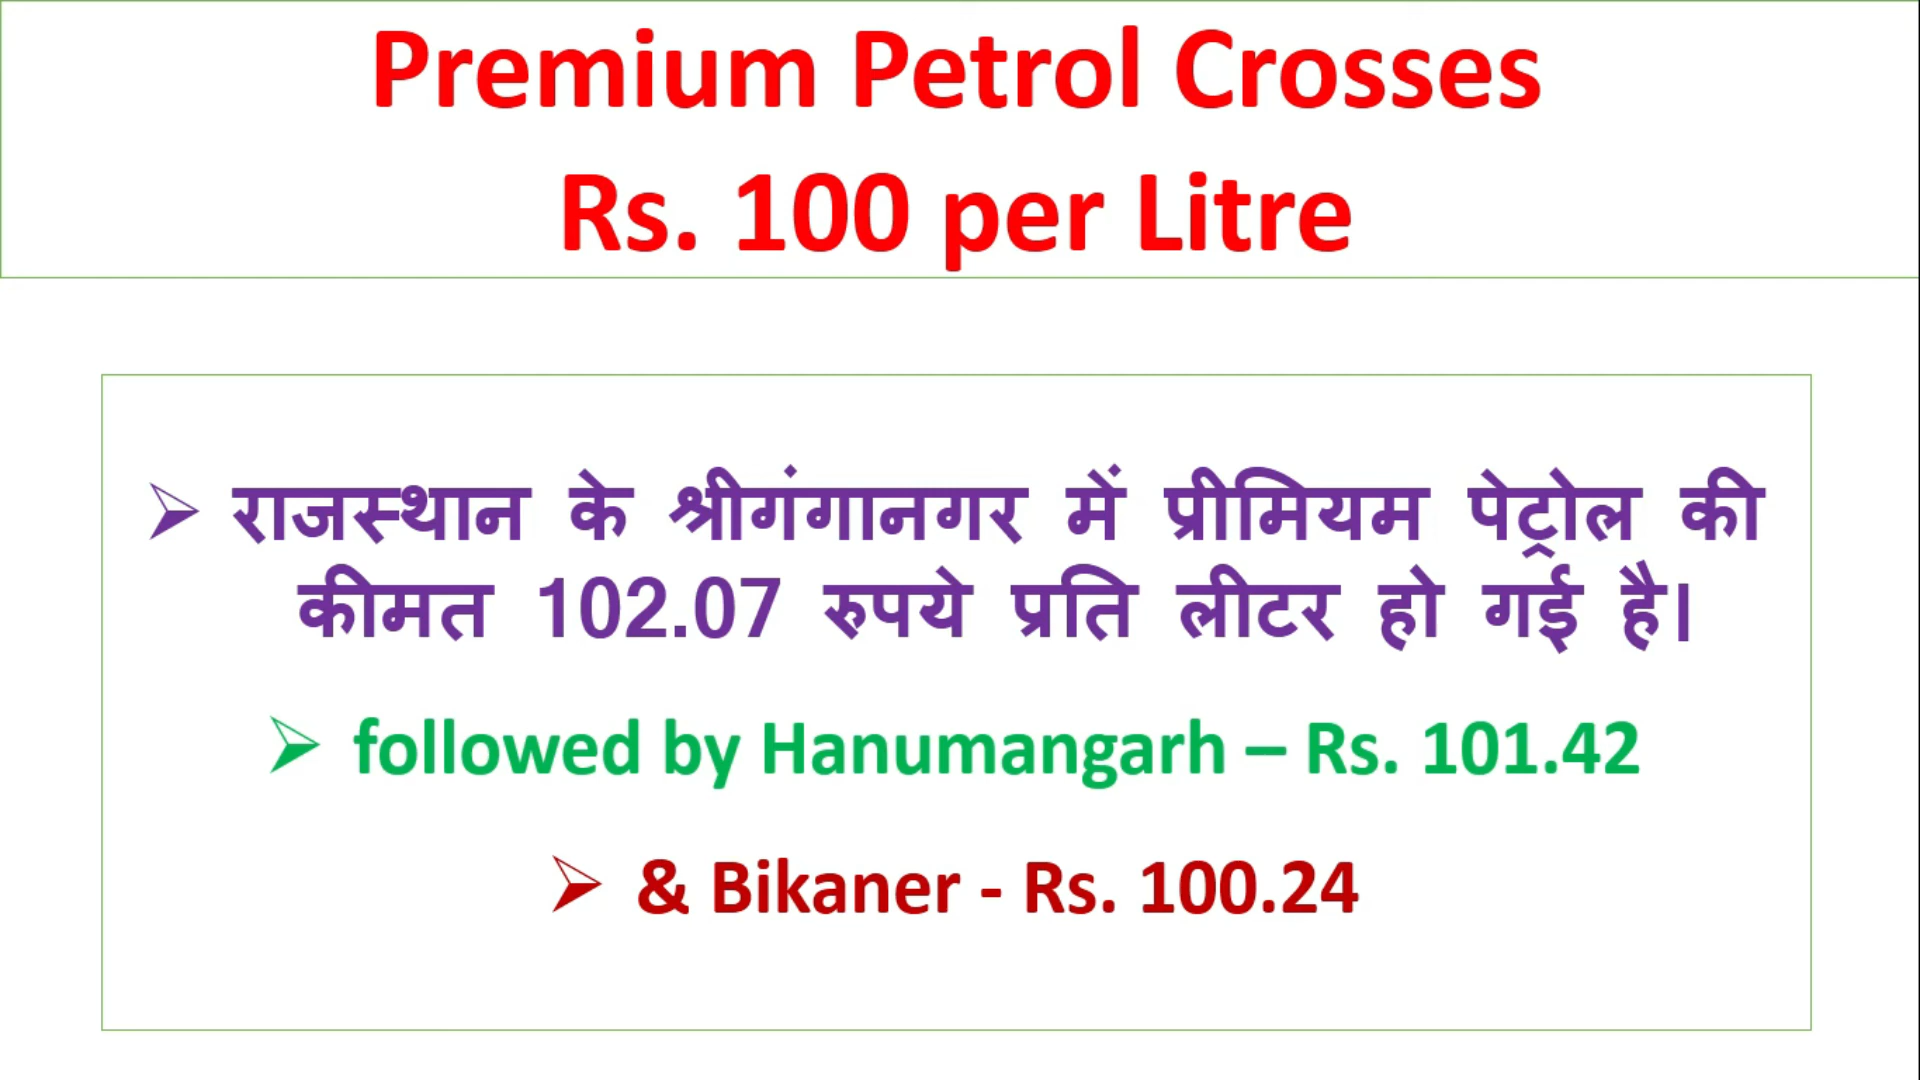 Premium Petrol Crosses
Rs. 100 per Litre
➢ राजस्थान के श्रीगंगानगर में प्रीमियम पेट्रोल की
कीमत 102.07 रुपये प्रति लीटर हो गई है।
➢ followed by Hanumangarh – Rs. 101.42
➢ & Bikaner - Rs. 100.24